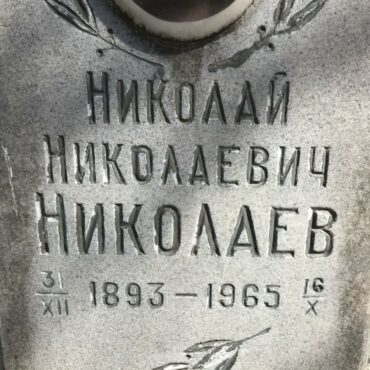 Николай
Николаевич
Николаев
31/XII 1893 – 1965 16/X